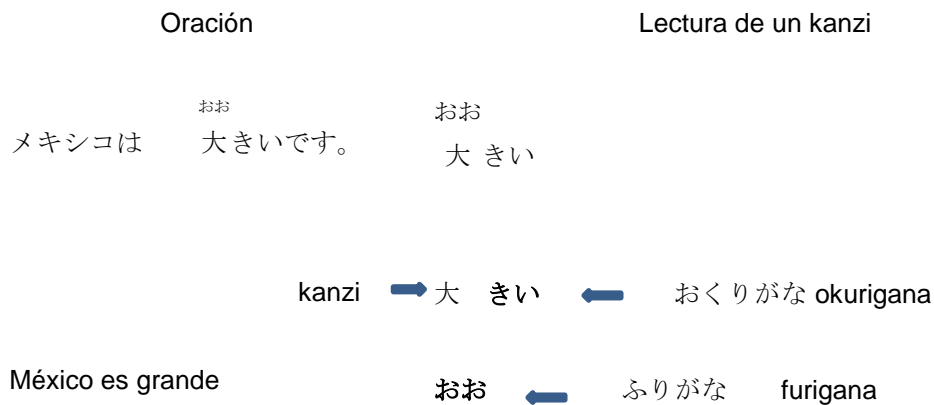 Oración Lectura de un kanzi
おお おお
メキシコは 大きいです。 大 きい
kanzi 大 きい おくりがな okurigana
México es grande おお ふりがな furigana